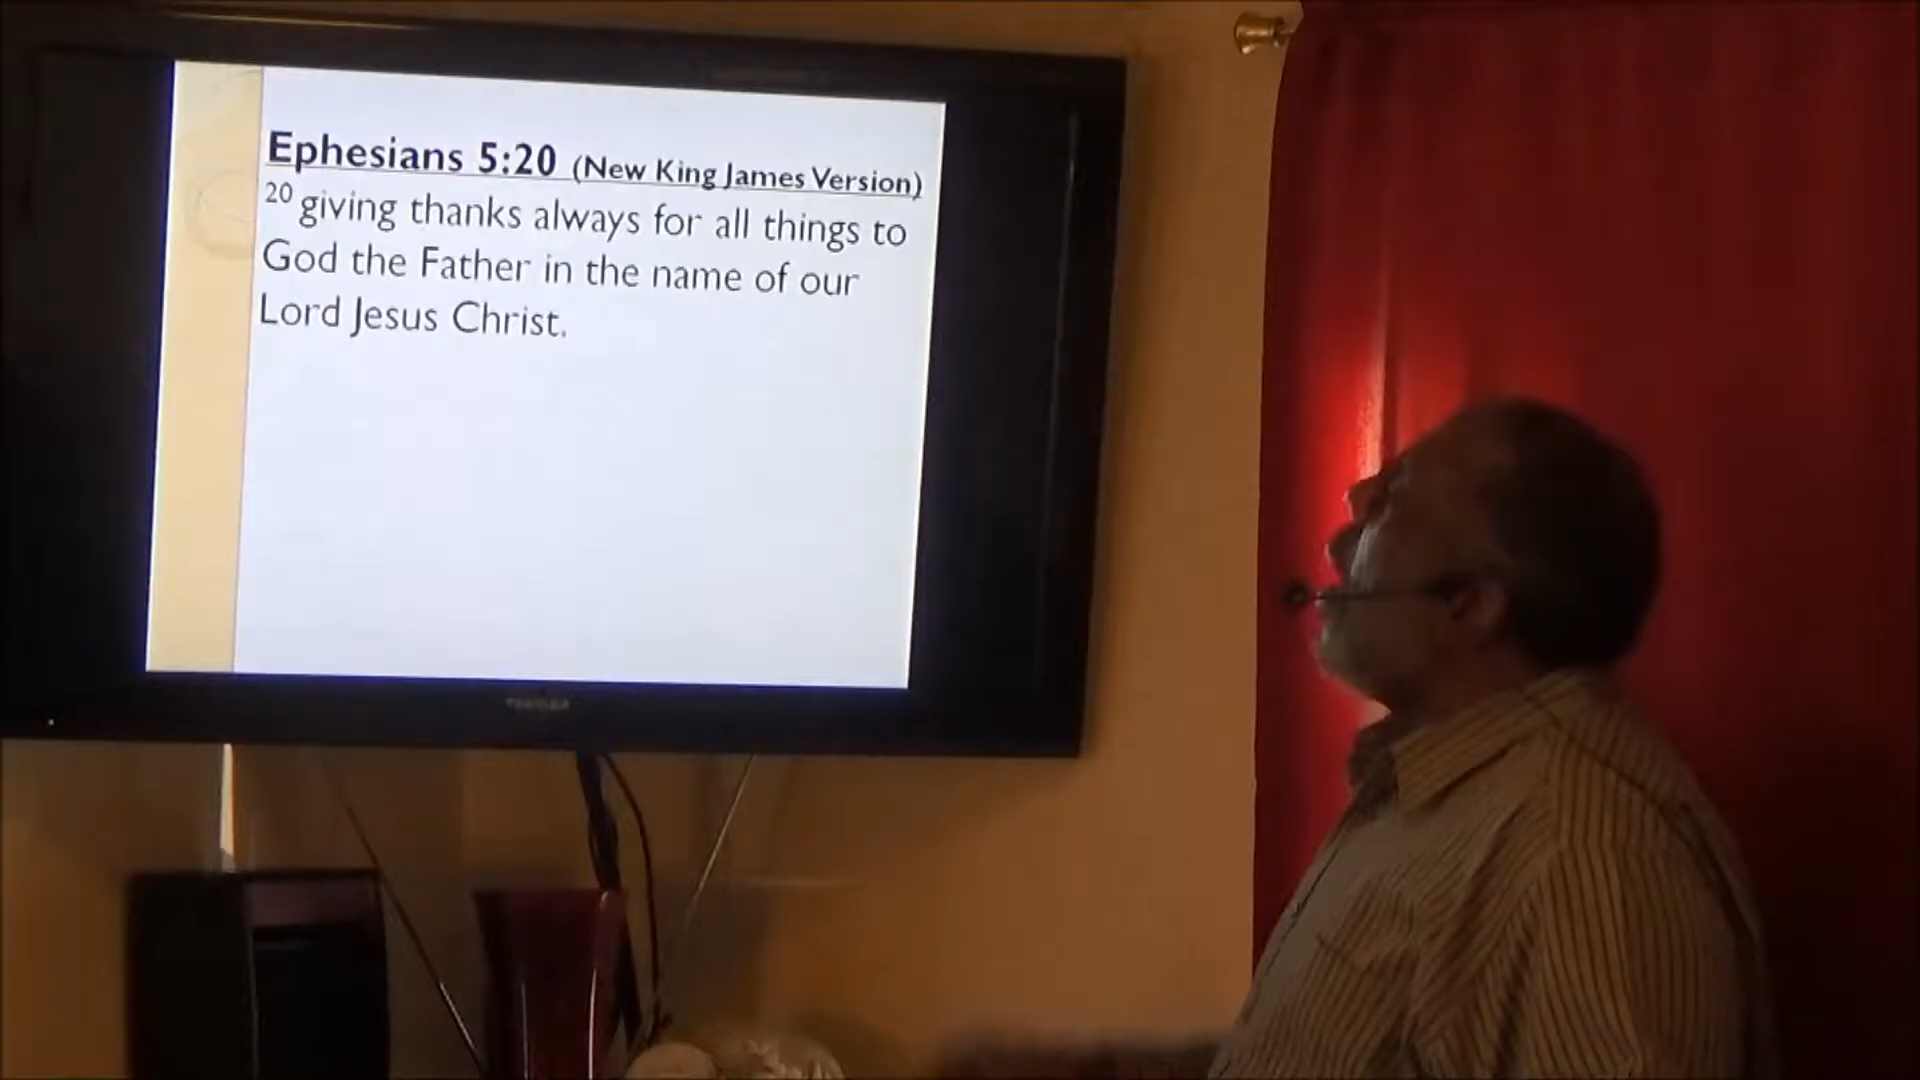 Ephesians 5:20 (New King James Version)
20 giving thanks always for all things to
God the Father in the name of our
Lord Jesus Christ.
TOSHIBA